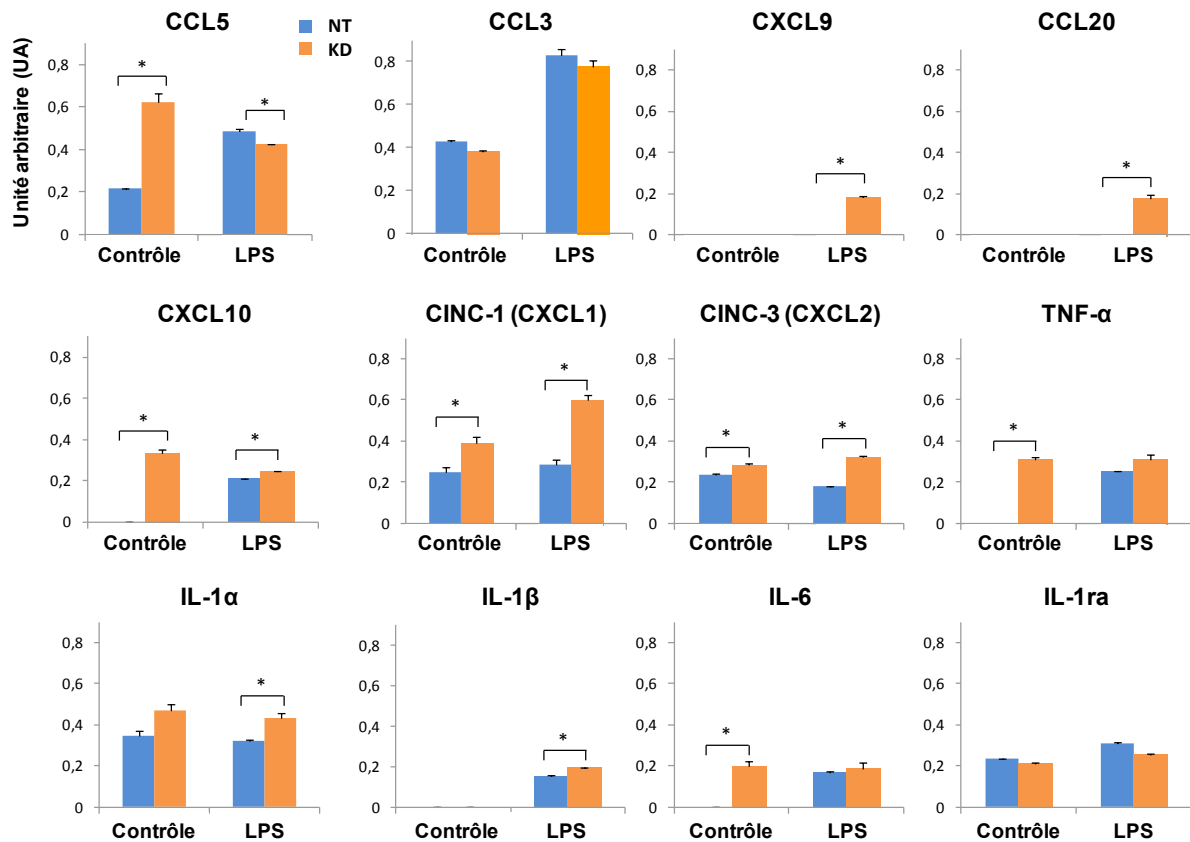 CCL5
NT
KD
CCL3
CXCL9
CCL20
Unité arbitraire (UA)
0,8
0,6
0,4
0,2
0
*
*
Contrôle
LPS
0,8
0,6
0,4
0,2
0
Contrôle
LPS
0,8
0,6
0,4
0,2
0
*
Contrôle
LPS
0,8
0,6
0,4
0,2
0
*
Contrôle
LPS
CXCL10
CINC-1 (CXCL1)
CINC-3 (CXCL2)
TNF-α
0,8
0,6
0,4
0,2
0
*
*
Contrôle
LPS
0,8
0,6
0,4
0,2
0
*
*
Contrôle
LPS
0,8
0,6
0,4
0,2
0
*
*
Contrôle
LPS
0,8
0,6
0,4
0,2
0
*
Contrôle
LPS
IL-1α
IL-1β
IL-6
IL-1ra
0,8
0,6
0,4
0,2
0
*
Contrôle
LPS
0,8
0,6
0,4
0,2
0
*
Contrôle
LPS
0,8
0,6
0,4
0,2
0
*
Contrôle
LPS
0,8
0,6
0,4
0,2
0
Contrôle
LPS